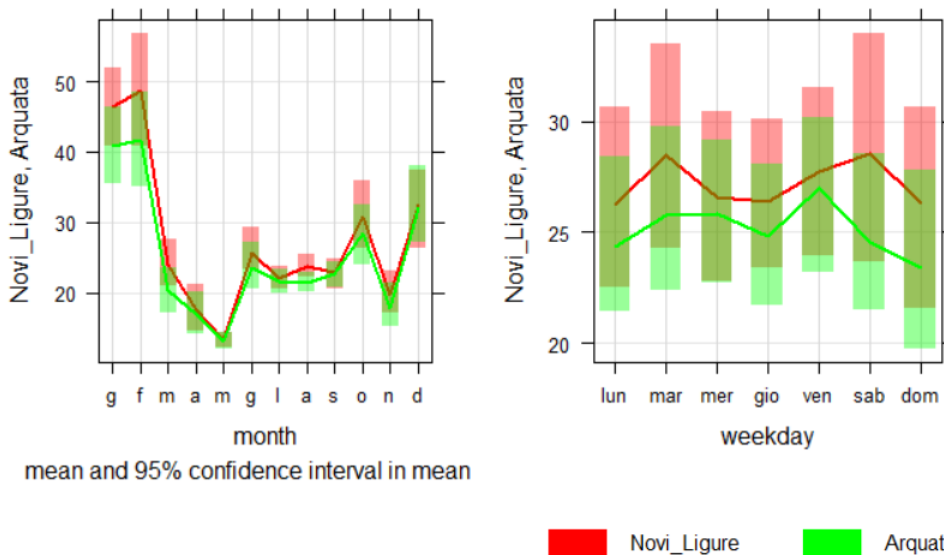 Novi_Ligure, Arquata
50
40
30
20
g f m a m g l a s o n d
month
mean and 95% confidence interval in mean
Novi_Ligure, Arquata
30
25
20
lun mar mer gio ven sab dom
weekday
Novi_Ligure
Arquat